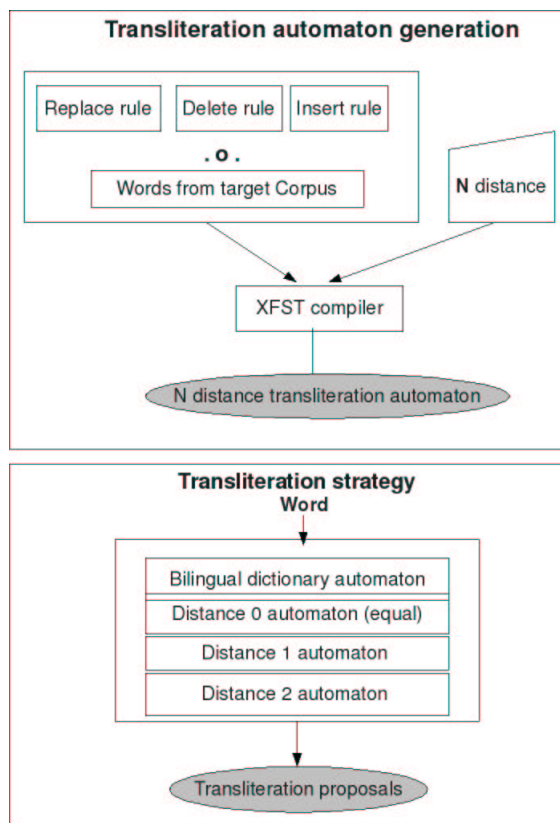 Transliteration automaton generation
Replace rule
Delete rule
Insert rule
. o .
Words from target Corpus
N distance
XFST compiler
N distance transliteration automaton
Transliteration strategy
Word
Bilingual dictionary automaton
Distance 0 automaton (equal)
Distance 1 automaton
Distance 2 automaton
Transliteration proposals